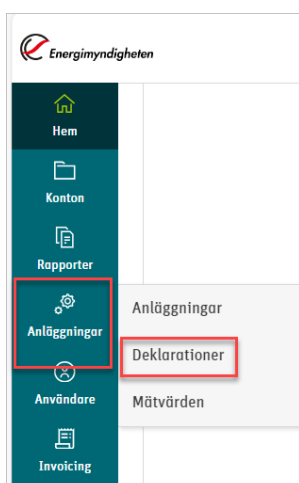 Energimyndigheten
Hem
Konton
Rapporter
Anläggningar
Användare
Invoicing
Anläggningar
Deklarationer
Mätvärden